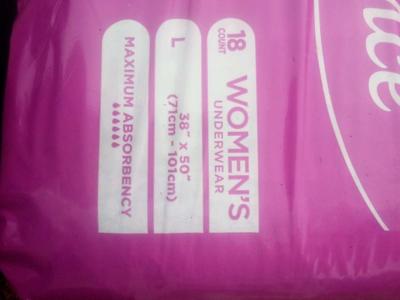 18
COUNT
WOMEN'S
UNDERWEAR
L
38" X 50"
(71cm - 101cm)
MAXIMUM ABSORBENCY